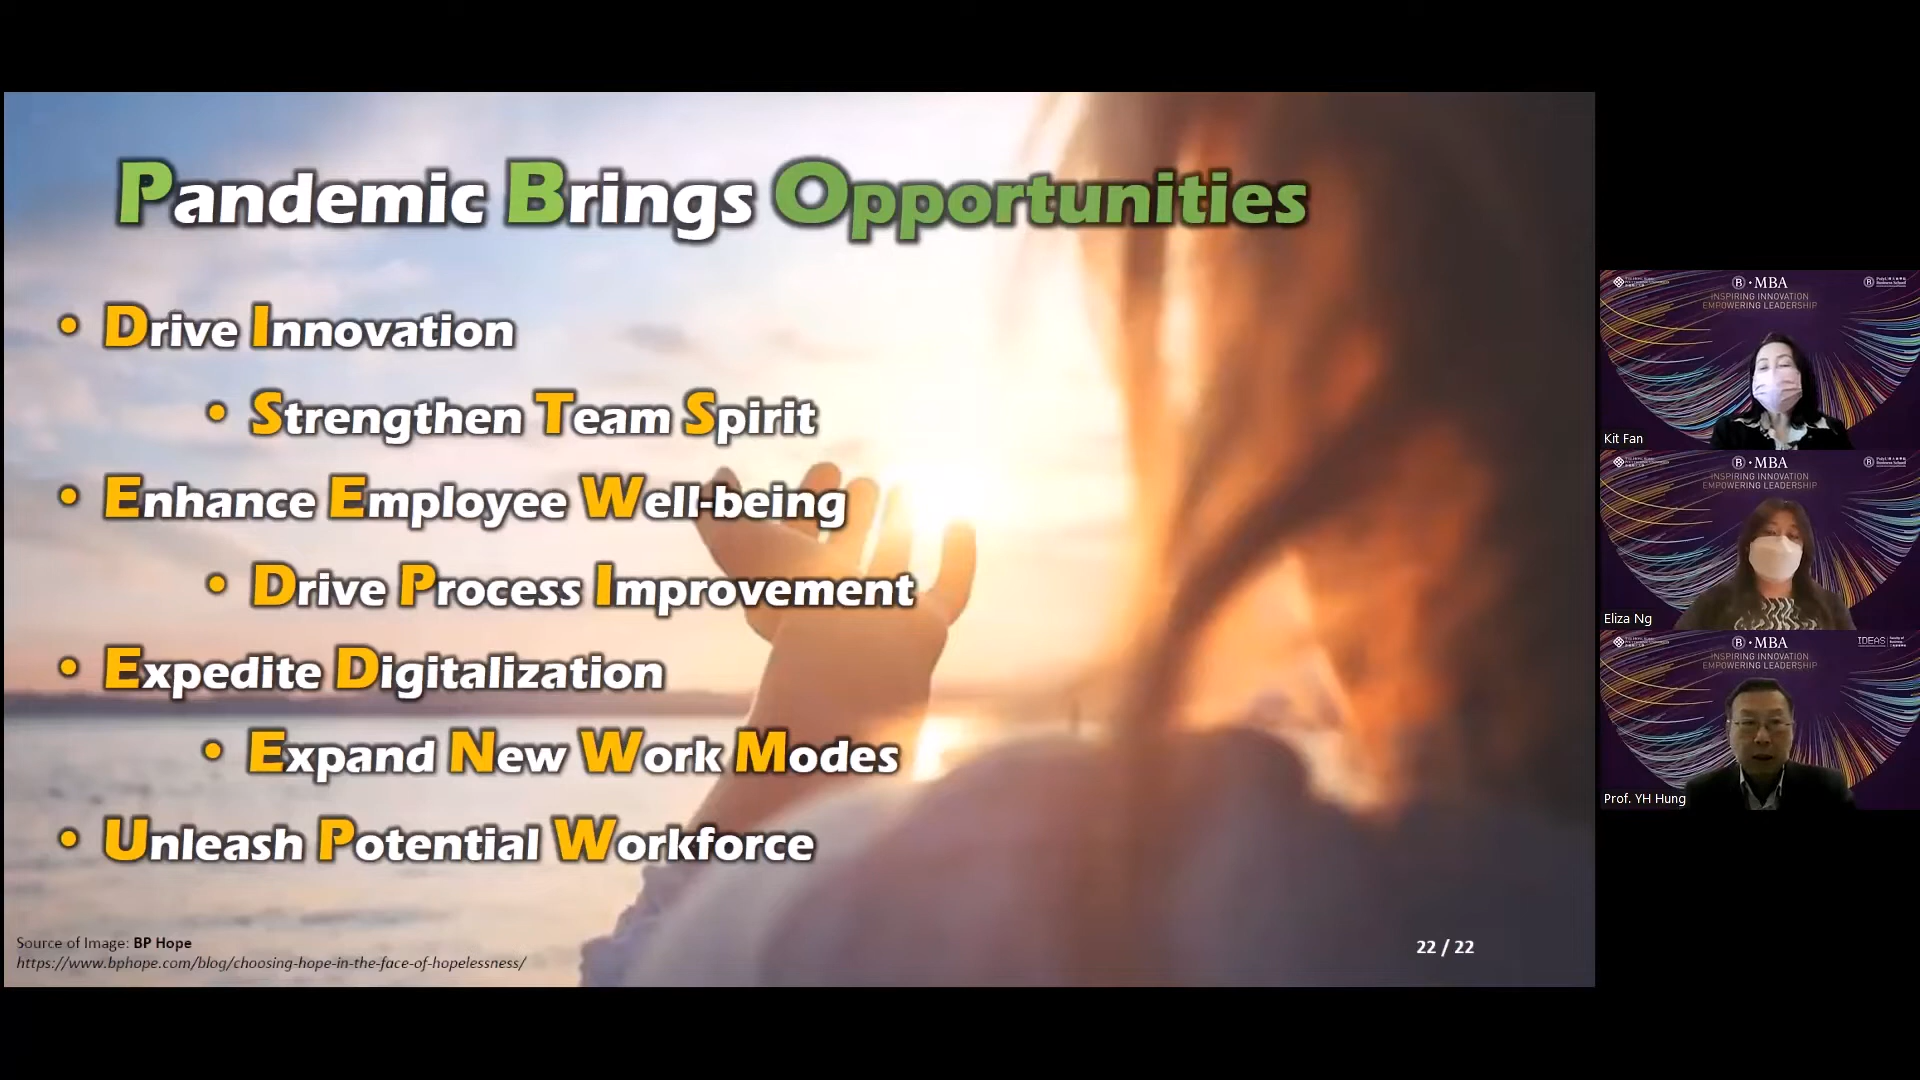 Pandemic Brings Opportunities
• Drive Innovation
• Strengthen Team Spirit
• Enhance Employee Well-being
• Drive Process Improvement
• Expedite Digitalization
• Expand New Work Modes
• Unleash Potential Workforce
Source of Image: BP Hope
https://www.bphope.com/blog/choosing-hope-in-the-face-of-hopelessness/
22 / 22
B · MBA
INSPIRING INNOVATION
EMPOWERING LEADERSHIP
Kit Fan
B · MBA
INSPIRING INNOVATION
EMPOWERING LEADERSHIP
Eliza Ng
B · MBA
IDEAS
INSPIRING INNOVATION
EMPOWERING LEADERSHIP
Prof. YH Hung